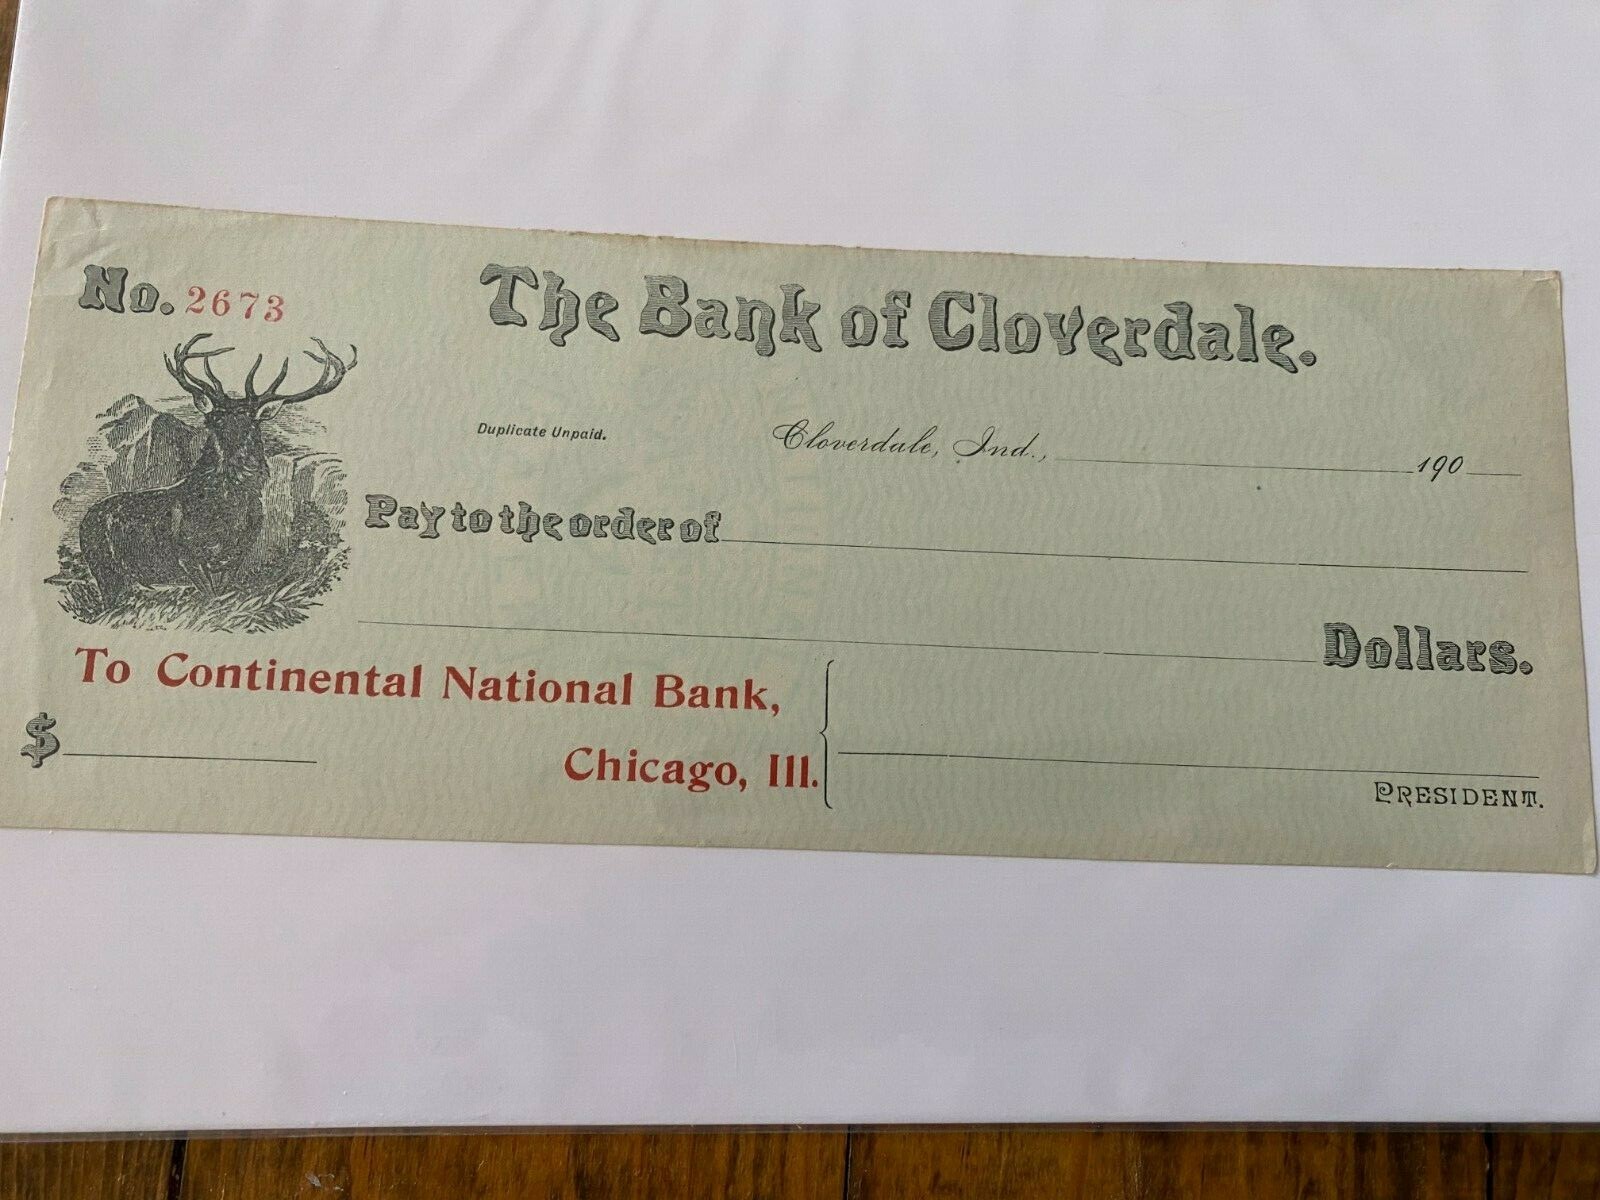 No. 2673
The Bank of Cloverdale.
Duplicate Unpaid.
Cloverdale, Ind., 190
Pay to the order of
Dollars.
To Continental National Bank,
$
Chicago, Ill.
PRESIDENT.